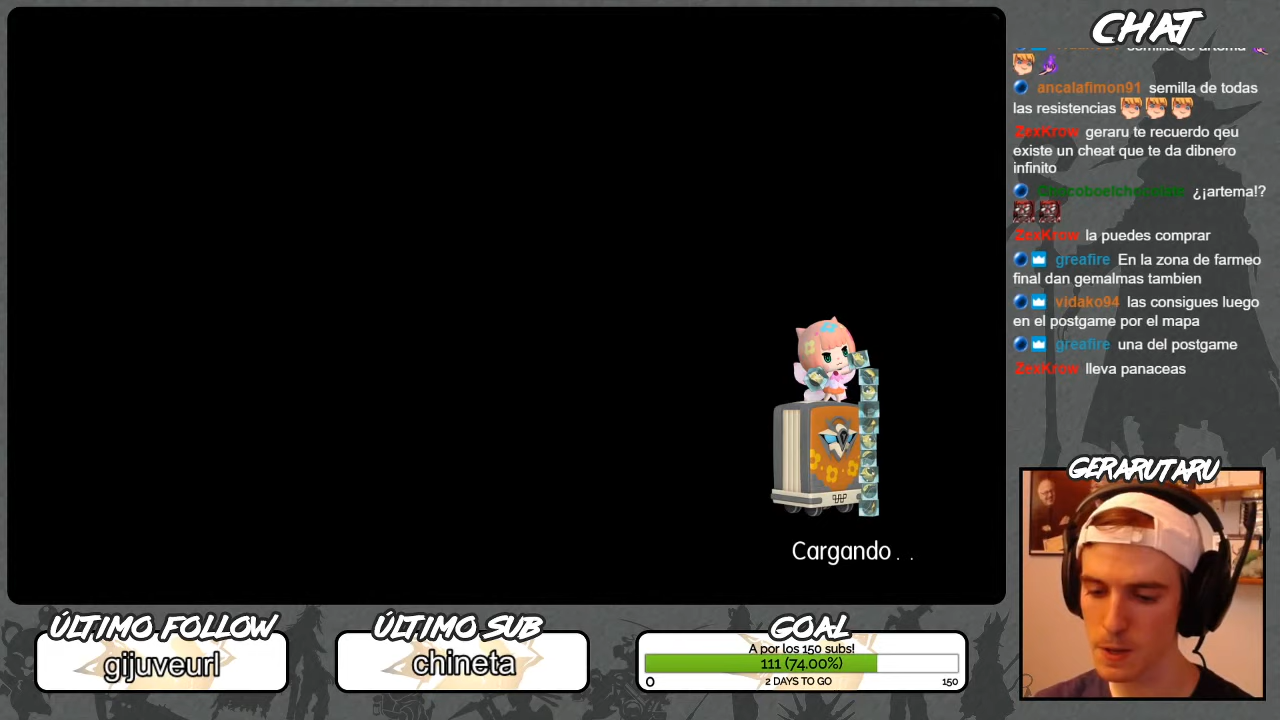 CHAT
semilla de artema
ancalafimon91 semilla de todas
las resistencias
ZexKrow geraru te recuerdo qeu
existe un cheat que te da dibnero
infinito
¿¡artema!?
ZexKrow la puedes comprar
greafire En la zona de farmeo
final dan gemalmas tambien
vidako94 las consigues luego
en el postgame por el mapa
greafire una del postgame
ZexKrow lleva panaceas
Cargando . .
GERARUTARU
ÚLTIMO FOLLOW
gijuveurl
ÚLTIMO SUB
chineta
GOAL
A por los 150 subs!
111 (74.00%)
0 2 DAYS TO GO 150